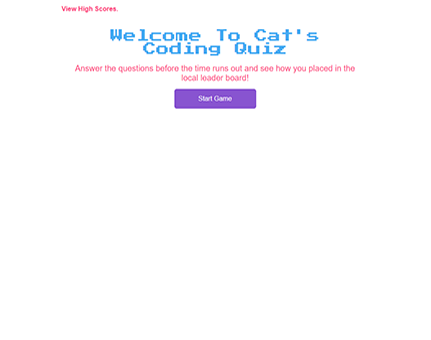 View High Scores.
Welcome To Cat's
Coding Quiz
Answer the questions before the time runs out and see how you placed in the
local leader board!
Start Game